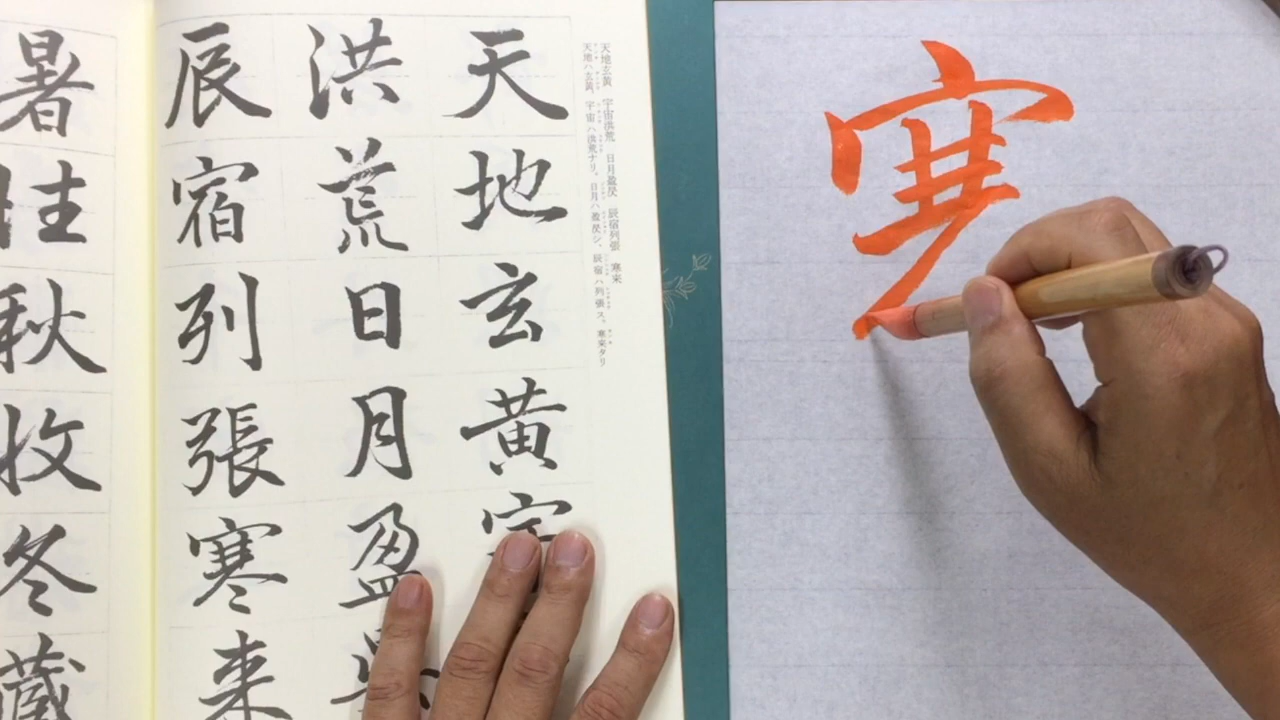 天地玄黄 宇宙洪荒 日月盈昃 辰宿列張 寒来
天地ハ玄黄、宇宙ハ洪荒ナリ。日月ハ盈昃シ、辰宿ハ列張ス。寒来タリ
天地玄黄宇
洪荒日月盈昃
辰宿列張寒来
暑往秋收冬蔵
寒